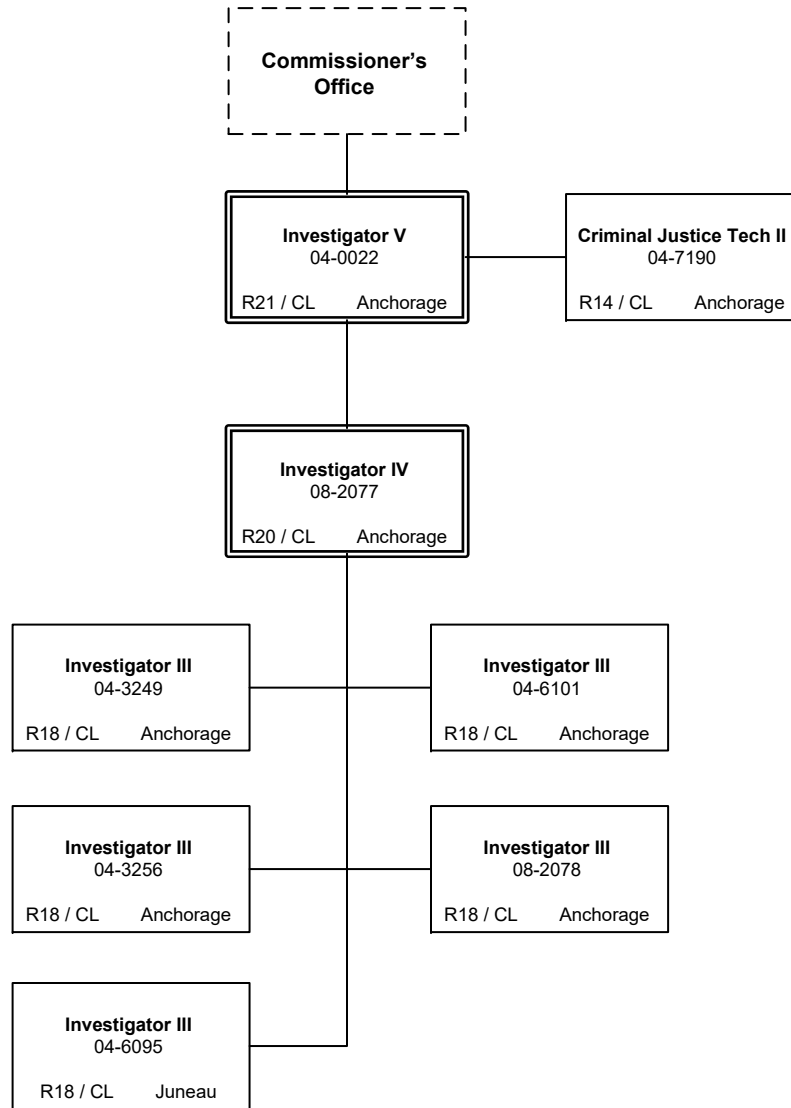 Commissioner’s
Office
Investigator V
04-0022
R21 / CL Anchorage
Criminal Justice Tech II
04-7190
R14 / CL Anchorage
Investigator IV
08-2077
R20 / CL Anchorage
Investigator III
04-3249
R18 / CL Anchorage
Investigator III
04-6101
R18 / CL Anchorage
Investigator III
04-3256
R18 / CL Anchorage
Investigator III
08-2078
R18 / CL Anchorage
Investigator III
04-6095
R18 / CL Juneau